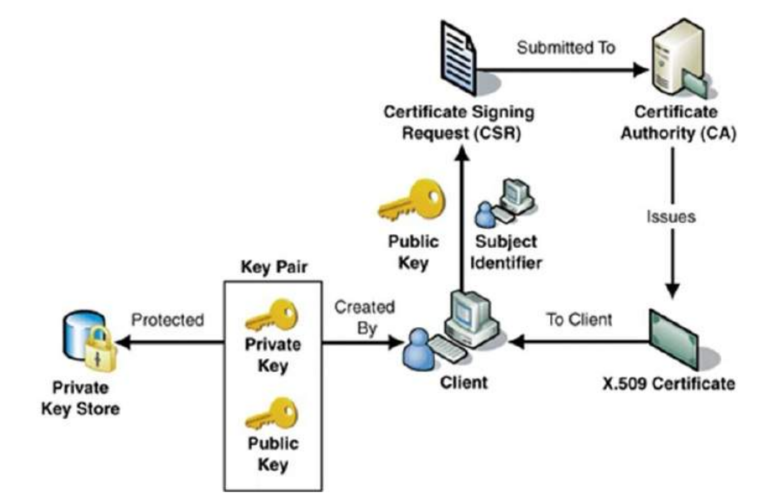 Submitted To
Certificate Signing
Request (CSR)
Certificate
Authority (CA)
Public
Key
Subject
Identifier
Issues
Key Pair
Protected
Private
Key
Created
By
To Client
Private
Key Store
Client
X.509 Certificate
Public
Key